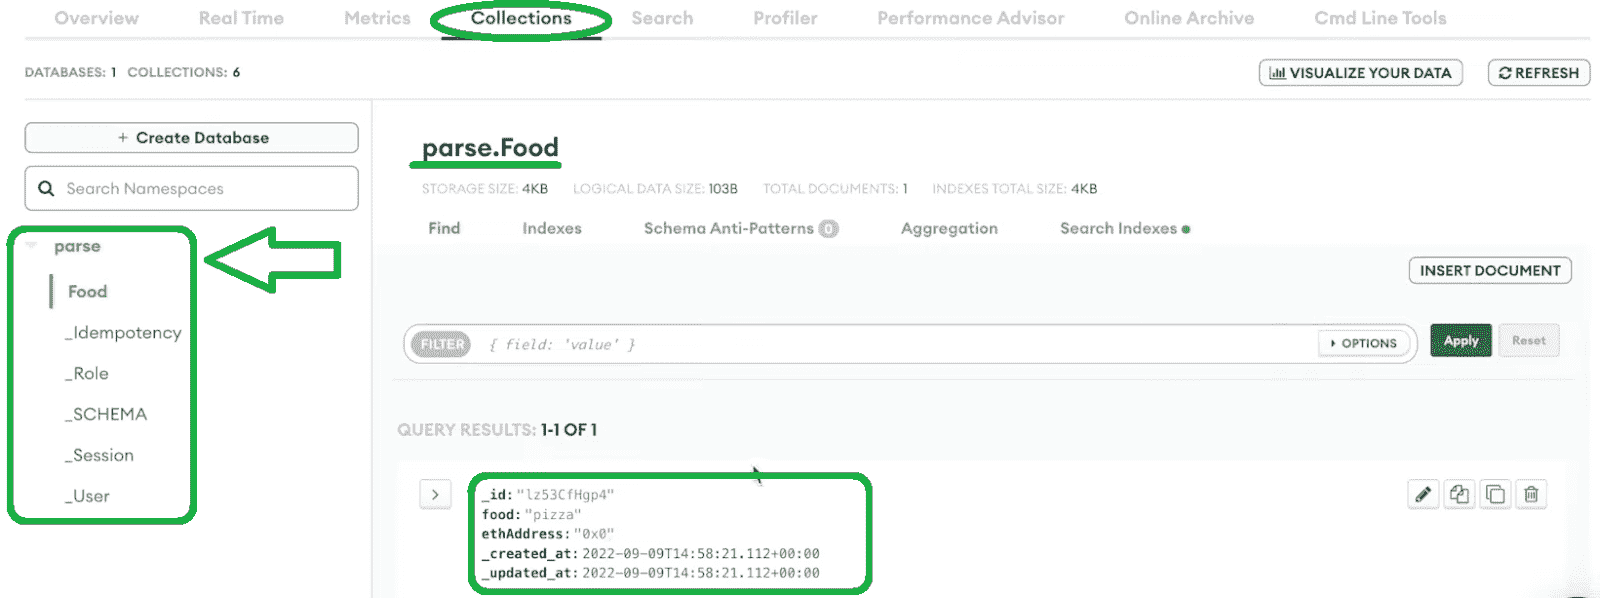 Overview Real Time Metrics Collections Search Profiler Performance Advisor Online Archive Cmd Line Tools
DATABASES: 1 COLLECTIONS: 6
VISUALIZE YOUR DATA REFRESH
+ Create Database
Search Namespaces
parse
Food
_Idempotency
_Role
_SCHEMA
_Session
_User
parse.Food
STORAGE SIZE: 4KB LOGICAL DATA SIZE: 103B TOTAL DOCUMENTS: 1 INDEXES TOTAL SIZE: 4KB
Find Indexes Schema Anti-Patterns 0 Aggregation Search Indexes
INSERT DOCUMENT
FILTER { field: 'value' } OPTIONS Apply Reset
QUERY RESULTS: 1-1 OF 1
_id: "lz53CfHgp4"
food: "pizza"
ethAddress: "0x0"
_created_at: 2022-09-09T14:58:21.112+00:00
_updated_at: 2022-09-09T14:58:21.112+00:00